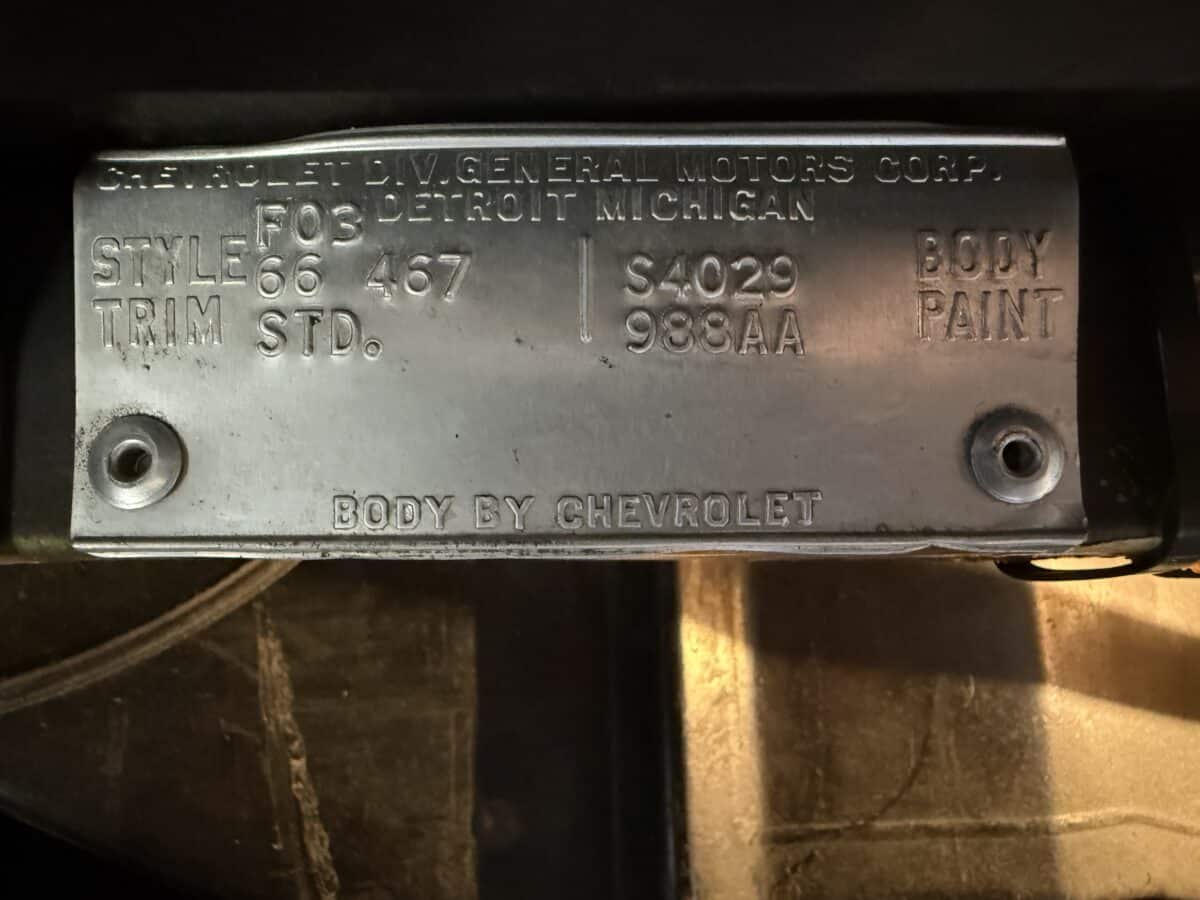 CHEVROLET DIV. GENERAL MOTORS CORP.
DETROIT MICHIGAN
F03
STYLE 66 467 S4029 BODY
TRIM STD. 988AA PAINT
BODY BY CHEVROLET